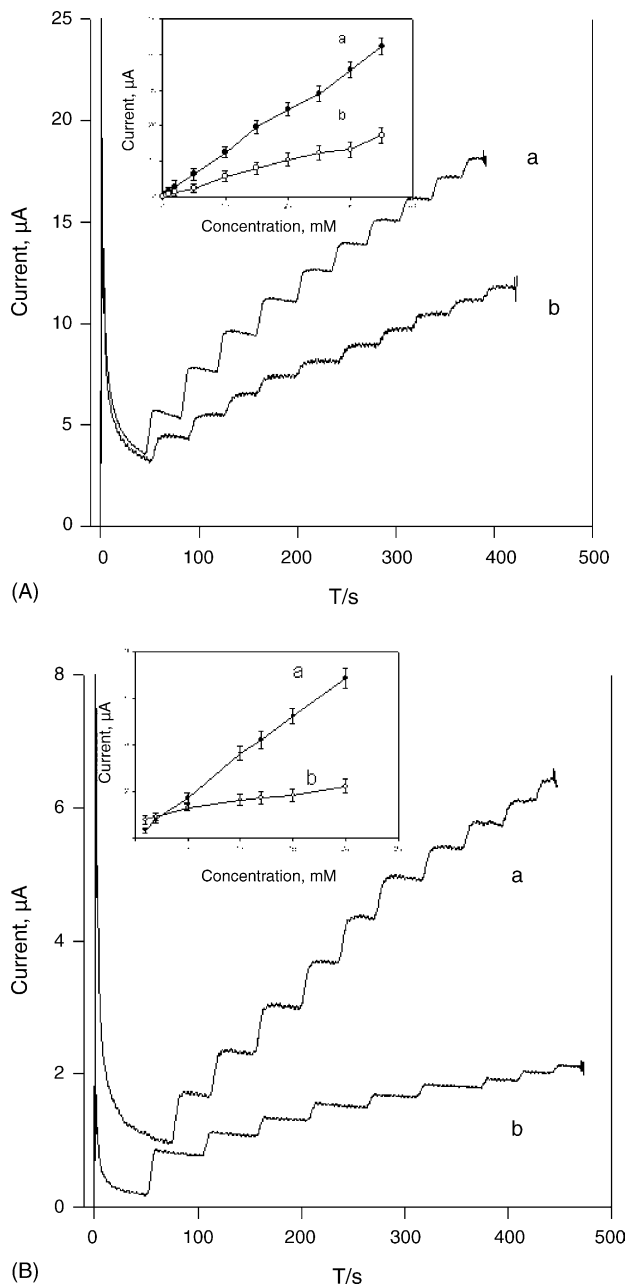 25
20
15
10
5
0
Current, μA
Current, μA
a
b
Concentration, mM
a
b
0
100
200
300
400
500
(A)
T/s
8
6
4
2
0
Current, μA
Current, μA
a
b
Concentration, mM
a
b
0
100
200
300
400
500
(B)
T/s